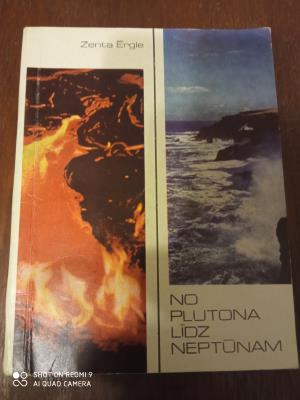 Zenta Ērgle
NO
PLUTONA
LĪDZ
NEPTŪNAM
SHOT ON REDMI 9
AI QUAD CAMERA